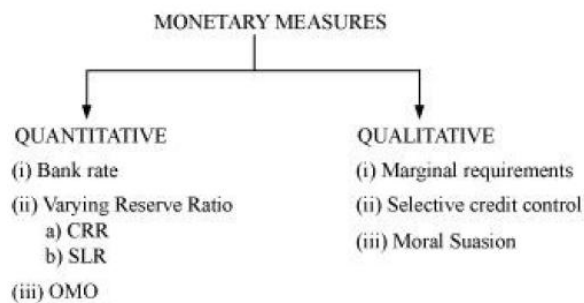 MONETARY MEASURES
QUANTITATIVE
(i) Bank rate
(ii) Varying Reserve Ratio
a) CRR
b) SLR
(iii) OMO
QUALITATIVE
(i) Marginal requirements
(ii) Selective credit control
(iii) Moral Suasion